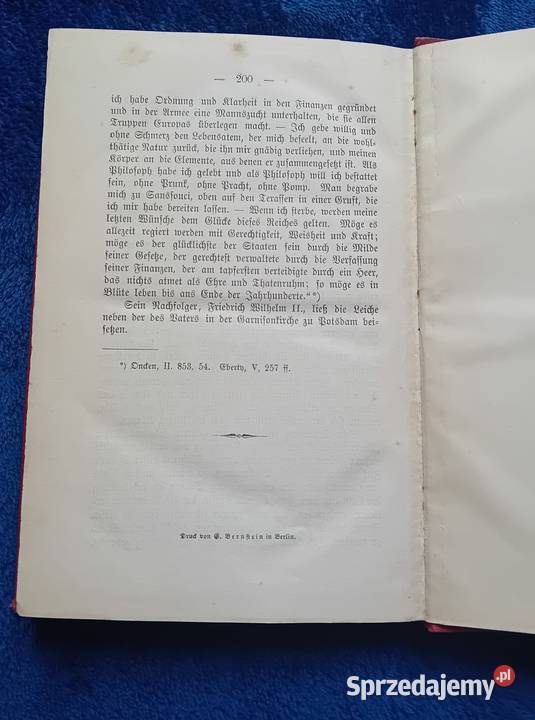 — 200 —
ich habe Ordnung und Klarheit in den Finanzen gegründet
und in der Armee eine Mannszucht unterhalten, die sie allen
Truppen Europas überlegen macht. — Ich gebe willig und
ohne Schmerz den Lebensatem, der mich beseelt, an die wohl-
thätige Natur zurück, die ihn mir gnädig verliehen, und meinen
Körper an die Elemente, aus denen er zusammengesetzt ist. Als
Philosoph habe ich gelebt und als Philosoph will ich bestattet
sein, ohne Prunk, ohne Pracht, ohne Pomp. Man begrabe
mich zu Sanssouci, oben auf den Terassen in einer Gruft, die
ich mir habe bereiten lassen. — Wenn ich sterbe, werden meine
letzten Wünsche dem Glücke dieses Reiches gelten. Möge es
allezeit regiert werden mit Gerechtigkeit, Weisheit und Kraft;
möge es der glücklichste der Staaten sein durch die Milde
seiner Gesetze, der gerechtest verwaltete durch die Verfassung
seiner Finanzen, der am tapfersten verteidigte durch ein Heer,
das nichts atmet als Ehre und Thatenruhm; so möge es in
Blüte leben bis ans Ende der Jahrhunderte.“*)
Sein Nachfolger, Friedrich Wilhelm II., ließ die Leiche
neben der des Vaters in der Garnisonkirche zu Potsdam bei-
setzen.
*) Oncken, II. 853, 54. Eberty, V, 257 ff.
Druck von G. Bernstein in Berlin.
Sprzedajemy.pl